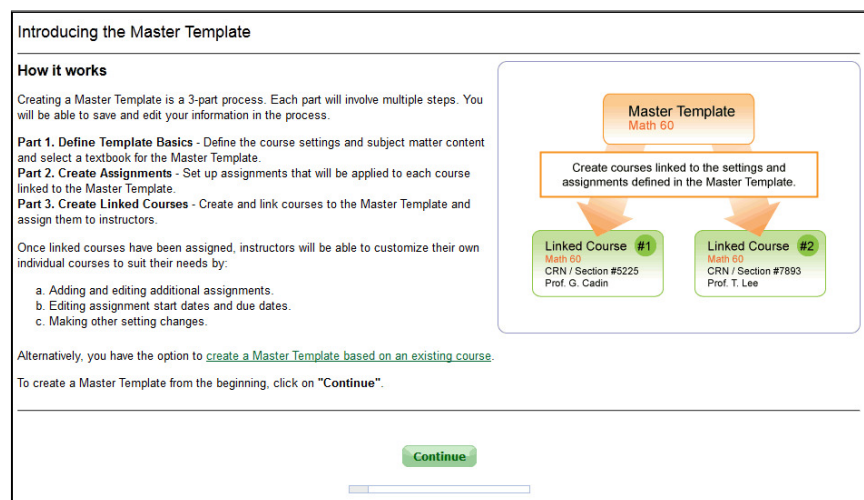 Introducing the Master Template
How it works
Creating a Master Template is a 3-part process. Each part will involve multiple steps. You
will be able to save and edit your information in the process.
Part 1. Define Template Basics - Define the course settings and subject matter content
and select a textbook for the Master Template.
Part 2. Create Assignments - Set up assignments that will be applied to each course
linked to the Master Template.
Part 3. Create Linked Courses - Create and link courses to the Master Template and
assign them to instructors.
Once linked courses have been assigned, instructors will be able to customize their own
individual courses to suit their needs by:
a. Adding and editing additional assignments.
b. Editing assignment start dates and due dates.
c. Making other setting changes.
Alternatively, you have the option to create a Master Template based on an existing course.
To create a Master Template from the beginning, click on "Continue".
Master Template
Math 60
Create courses linked to the settings and
assignments defined in the Master Template.
Linked Course #1
Math 60
CRN / Section #5225
Prof. G. Cadin
Linked Course #2
Math 60
CRN / Section #7893
Prof. T. Lee
Continue